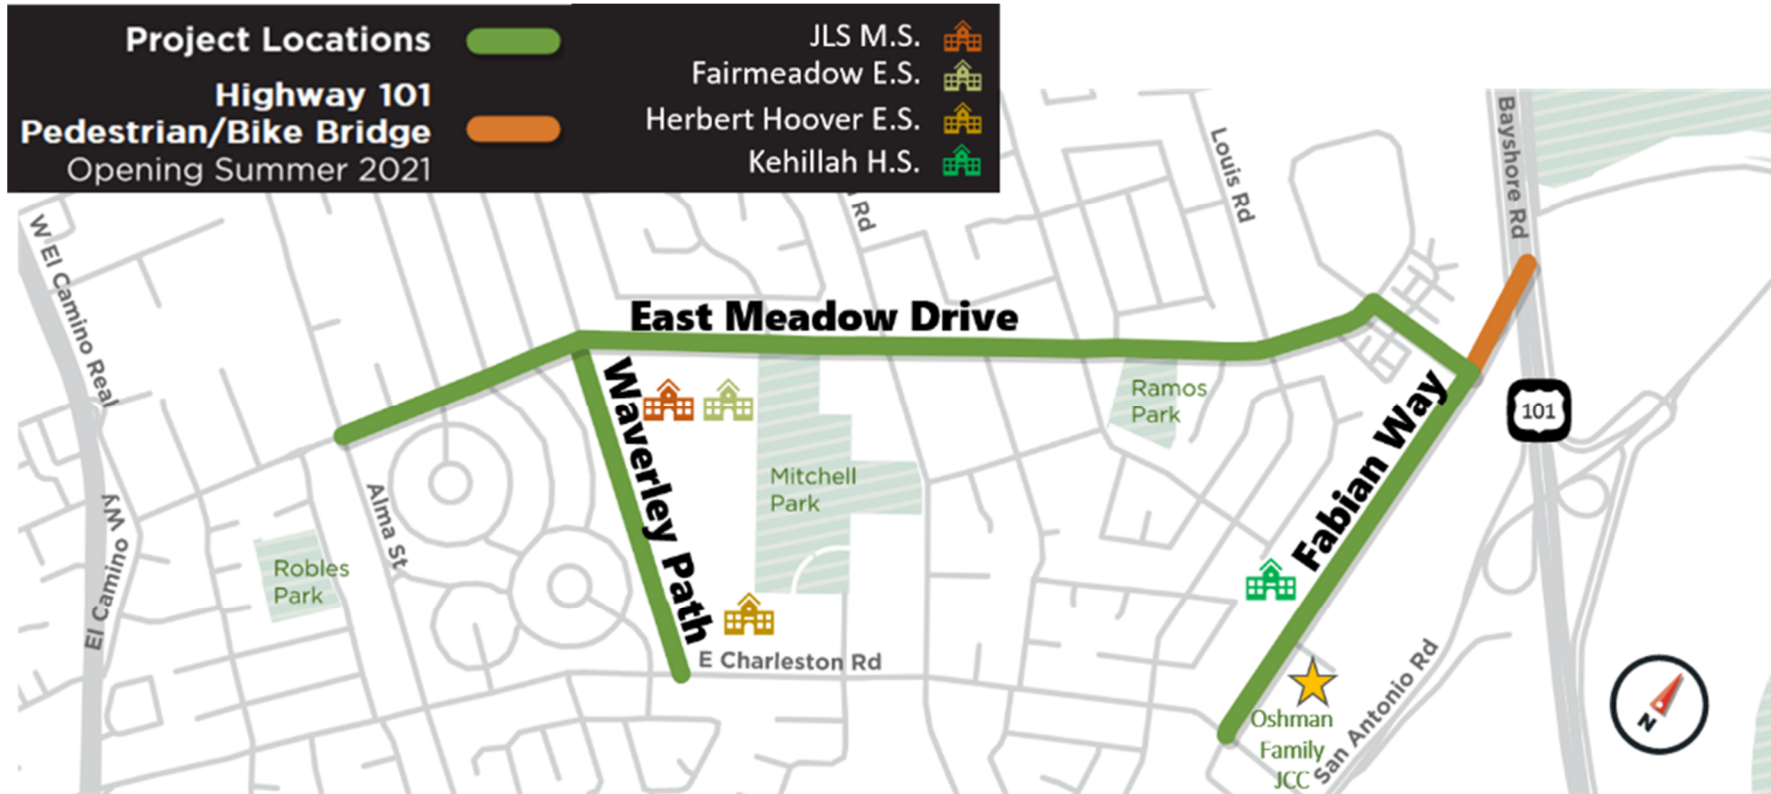 Project Locations
Highway 101
Pedestrian/Bike Bridge
Opening Summer 2021
JLS M.S.
Fairmeadow E.S.
Herbert Hoover E.S.
Kehillah H.S.
W El Camino Real
Rd
Louis Rd
Bayshore Rd
East Meadow Drive
Waverley Path
Ramos
Park
101
Mitchell
Park
Fabian Way
Alma St
El Camino Wy
Robles
Park
E Charleston Rd
Oshman
Family
JCC
San Antonio Rd
N